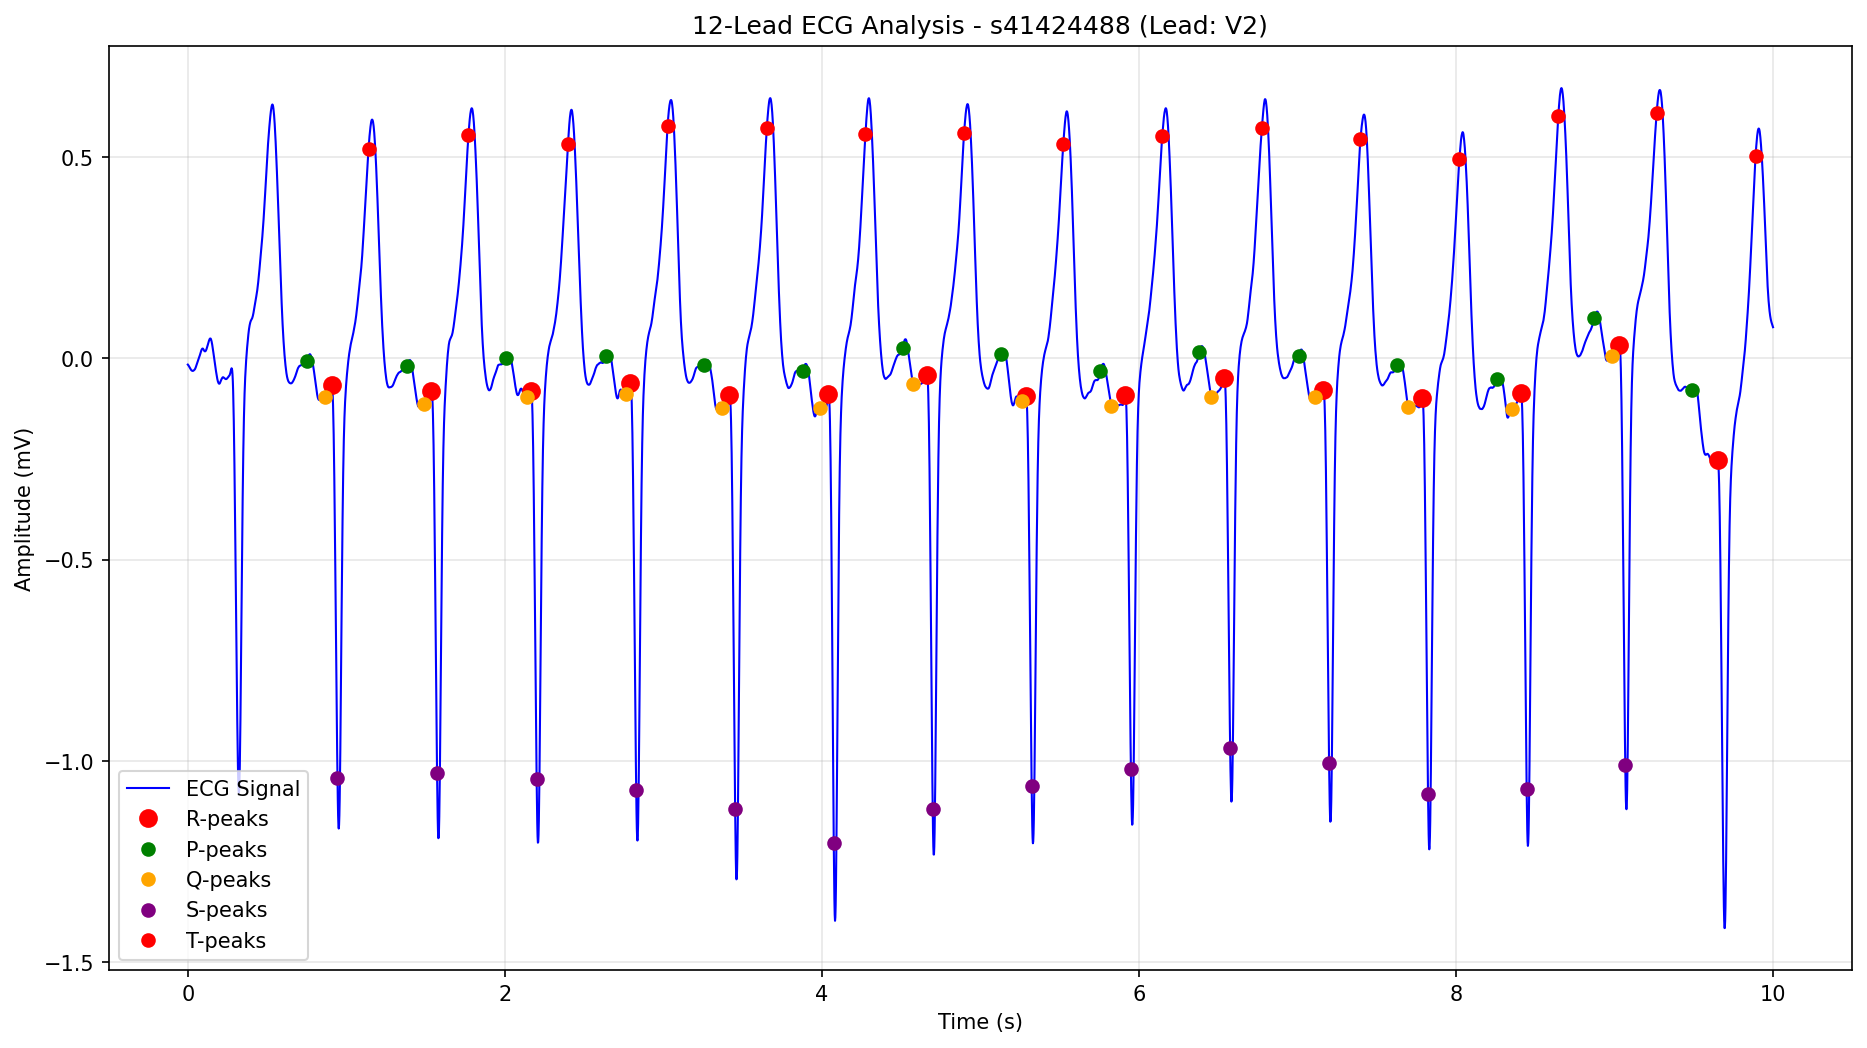 12-Lead ECG Analysis - s41424488 (Lead: V2)
Amplitude (mV)
0.5
0.0
−0.5
−1.0
−1.5
ECG Signal
R-peaks
P-peaks
Q-peaks
S-peaks
T-peaks
0 2 4 6 8 10
Time (s)